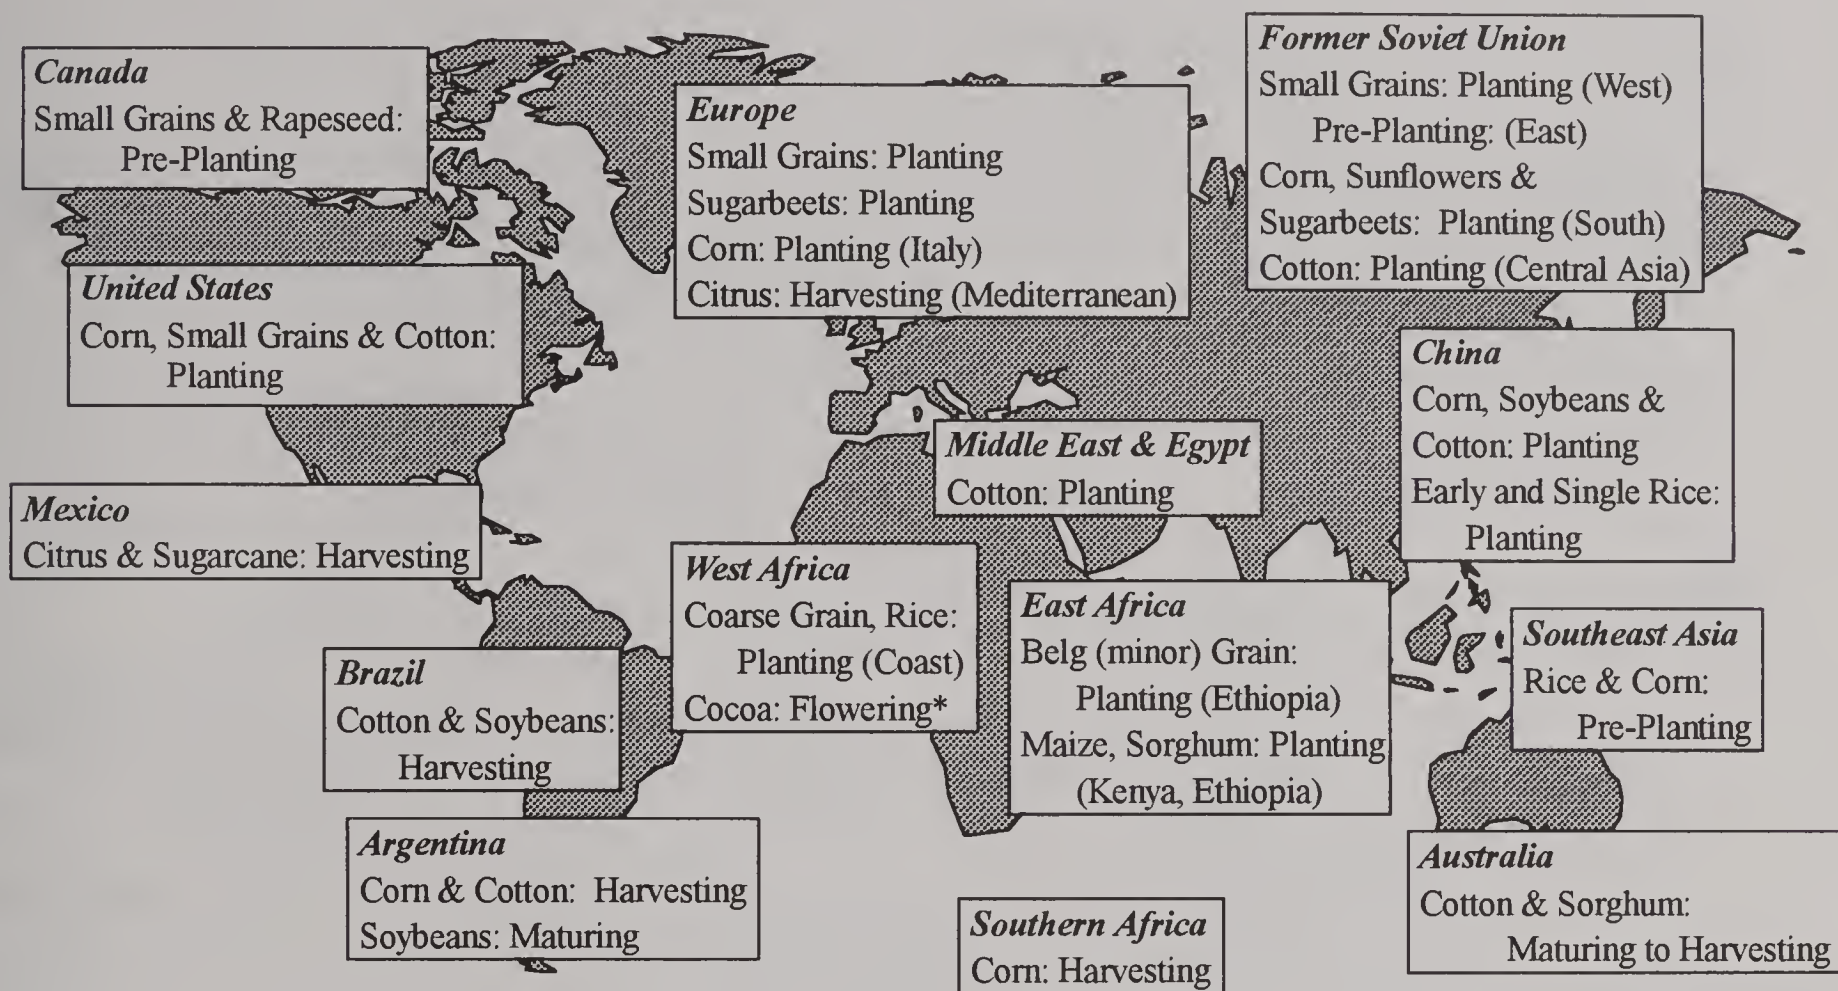 Canada
Small Grains & Rapeseed:
Pre-Planting
United States
Corn, Small Grains & Cotton:
Planting
Mexico
Citrus & Sugarcane: Harvesting
Brazil
Cotton & Soybeans:
Harvesting
Argentina
Corn & Cotton: Harvesting
Soybeans: Maturing
Europe
Small Grains: Planting
Sugarbeets: Planting
Corn: Planting (Italy)
Citrus: Harvesting (Mediterranean)
Middle East & Egypt
Cotton: Planting
West Africa
Coarse Grain, Rice:
Planting (Coast)
Cocoa: Flowering*
East Africa
Belg (minor) Grain:
Planting (Ethiopia)
Maize, Sorghum: Planting
(Kenya, Ethiopia)
Southern Africa
Corn: Harvesting
Former Soviet Union
Small Grains: Planting (West)
Pre-Planting: (East)
Corn, Sunflowers &
Sugarbeets: Planting (South)
Cotton: Planting (Central Asia)
China
Corn, Soybeans &
Cotton: Planting
Early and Single Rice:
Planting
Southeast Asia
Rice & Corn:
Pre-Planting
Australia
Cotton & Sorghum:
Maturing to Harvesting